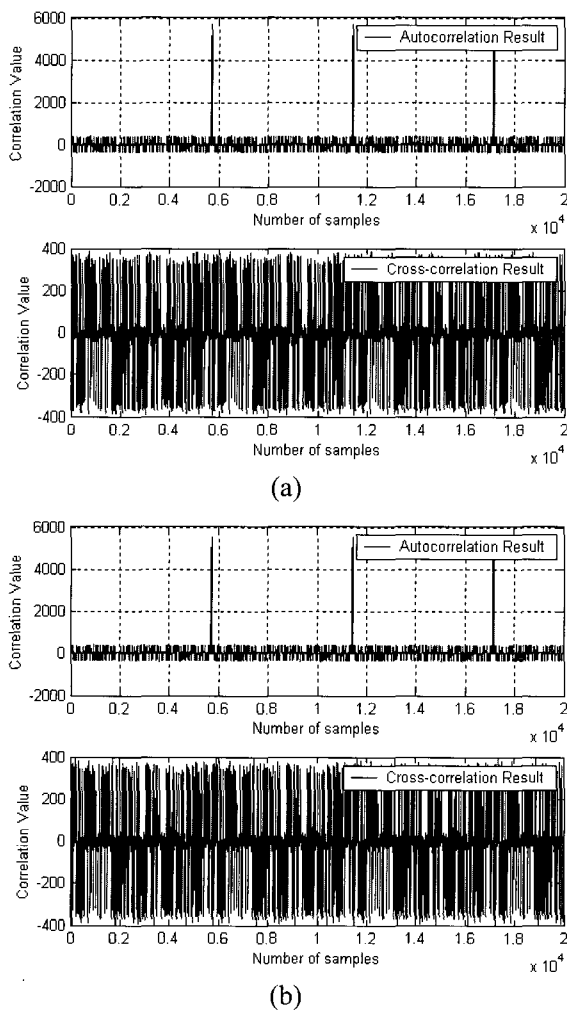 6000
4000
2000
0
-2000
Correlation Value
Autocorrelation Result
0 0.2 0.4 0.6 0.8 1 1.2 1.4 1.6 1.8 2
Number of samples
x 10^4
400
200
0
-200
-400
Correlation Value
Cross-correlation Result
0 0.2 0.4 0.6 0.8 1 1.2 1.4 1.6 1.8 2
Number of samples
x 10^4
(a)
6000
4000
2000
0
-2000
Correlation Value
Autocorrelation Result
0 0.2 0.4 0.6 0.8 1 1.2 1.4 1.6 1.8 2
Number of samples
x 10^4
400
200
0
-200
-400
Correlation Value
Cross-correlation Result
0 0.2 0.4 0.6 0.8 1 1.2 1.4 1.6 1.8 2
Number of samples
x 10^4
(b)